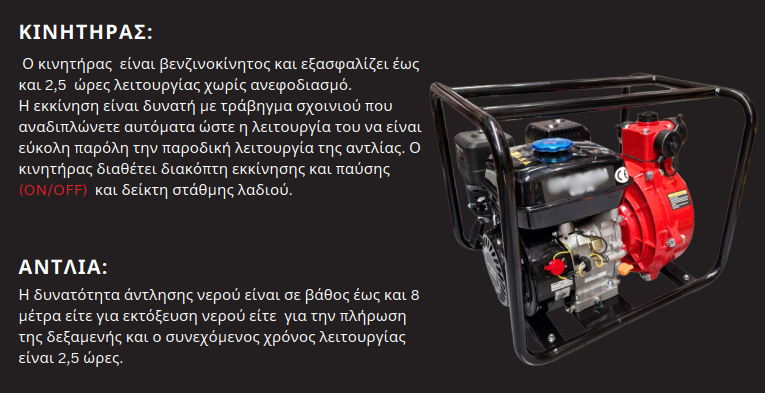 ΚΙΝΗΤΗΡΑΣ:
Ο κινητήρας είναι βενζινοκίνητος και εξασφαλίζει έως
και 2,5 ώρες λειτουργίας χωρίς ανεφοδιασμό.
Η εκκίνηση είναι δυνατή με τράβηγμα σχοινιού που
αναδιπλώνετε αυτόματα ώστε η λειτουργία του να είναι
εύκολη παρόλη την παροδική λειτουργία της αντλίας. Ο
κινητήρας διαθέτει διακόπτη εκκίνησης και παύσης
(ON/OFF) και δείκτη στάθμης λαδιού.
ΑΝΤΛΙΑ:
Η δυνατότητα άντλησης νερού είναι σε βάθος έως και 8
μέτρα είτε για εκτόξευση νερού είτε για την πλήρωση
της δεξαμενής και ο συνεχόμενος χρόνος λειτουργίας
είναι 2,5 ώρες.
CE